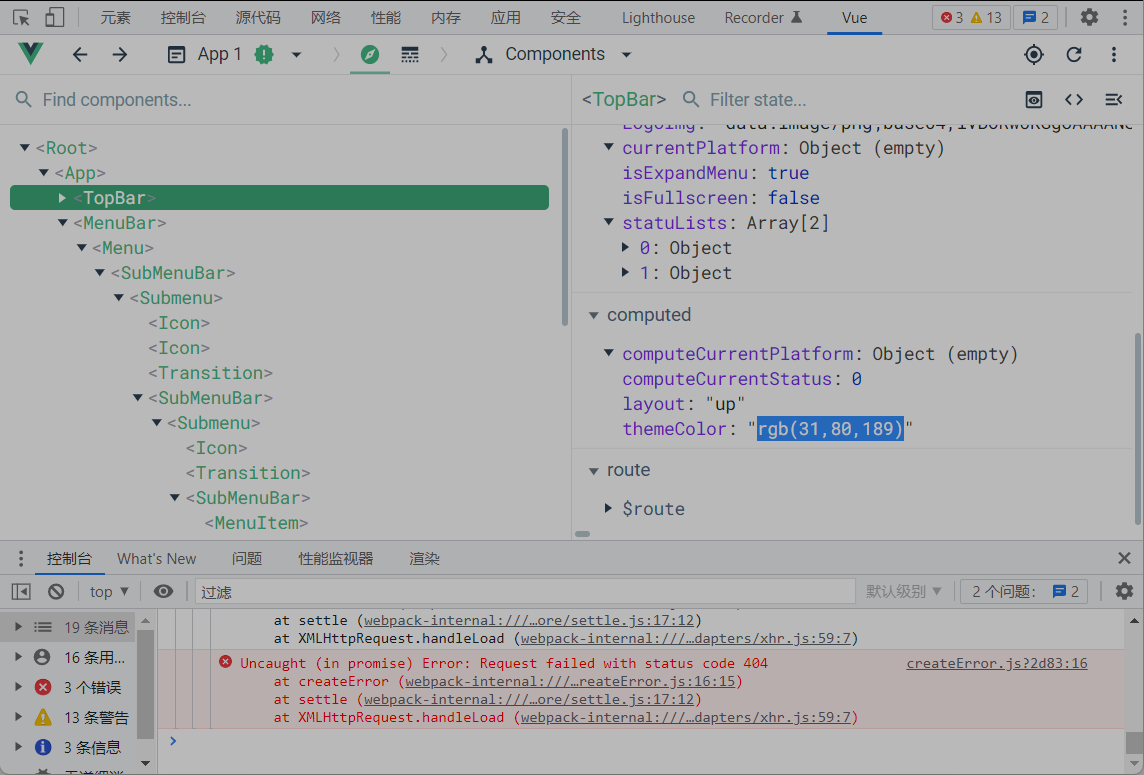 元素 控制台 源代码 网络 性能 内存 应用 安全 Lighthouse Recorder Vue 3 13 2
App 1 Components
Find components...
<TopBar> Filter state...
<Root>
<App>
<TopBar>
<MenuBar>
<Menu>
<SubMenuBar>
<Submenu>
<Icon>
<Icon>
<Transition>
<SubMenuBar>
<Submenu>
<Icon>
<Transition>
<SubMenuBar>
<MenuItem>
currentPlatform: Object (empty)
isExpandMenu: true
isFullscreen: false
statuLists: Array[2]
0: Object
1: Object
computed
computeCurrentPlatform: Object (empty)
computeCurrentStatus: 0
layout: "up"
themeColor: "rgb(31,80,189)"
route
$route
控制台 What's New 问题 性能监视器 渲染
top 过滤 默认级别 2 个问题: 2
19 条消息
16 条用...
3 个错误
13 条警告
3 条信息
at settle (webpack-internal:///…ore/settle.js:17:12)
at XMLHttpRequest.handleLoad (webpack-internal:///…dapters/xhr.js:59:7)
Uncaught (in promise) Error: Request failed with status code 404 createError.js?2d83:16
at createError (webpack-internal:///…reateError.js:16:15)
at settle (webpack-internal:///…ore/settle.js:17:12)
at XMLHttpRequest.handleLoad (webpack-internal:///…dapters/xhr.js:59:7)